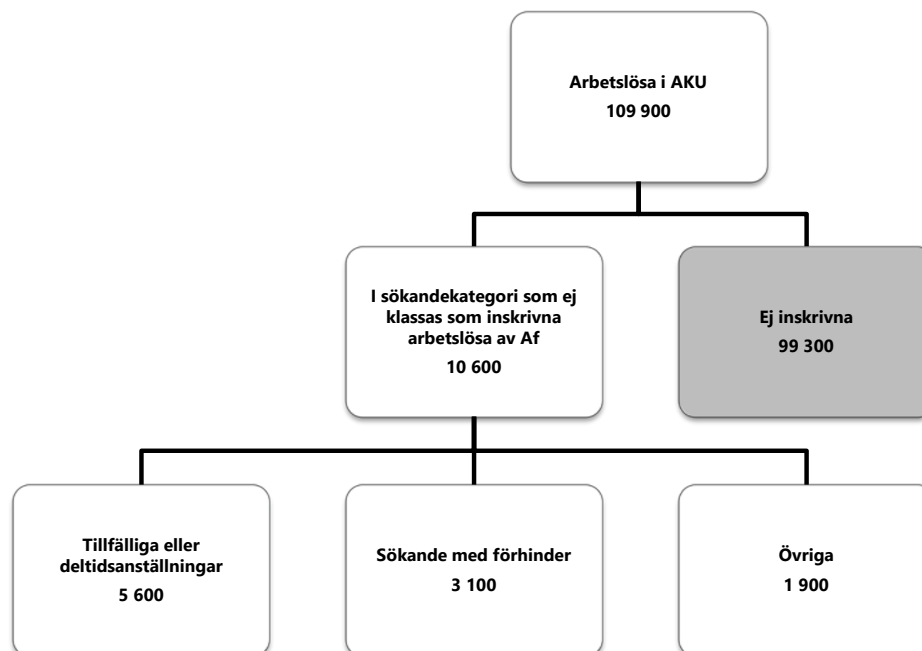 Arbetslösa i AKU
109 900
I sökandekategori som ej
klassas som inskrivna
arbetslösa av Af
10 600
Ej inskrivna
99 300
Tillfälliga eller
deltidsanställningar
5 600
Sökande med förhinder
3 100
Övriga
1 900